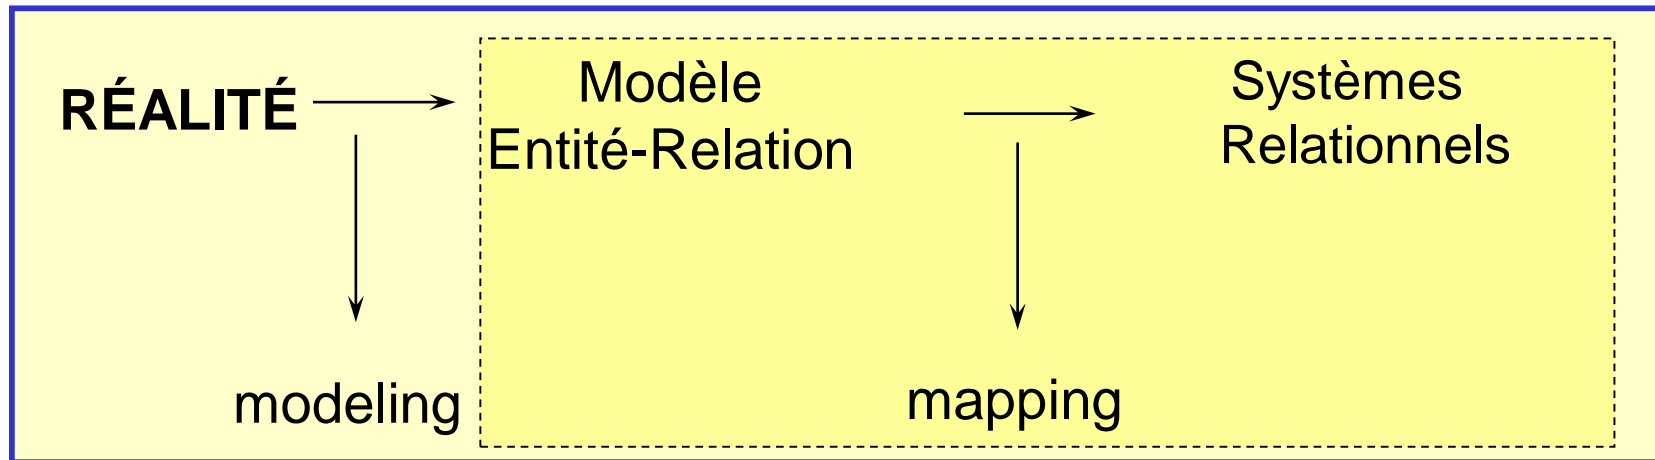 RÉALITÉ
Modèle
Entité-Relation
Systèmes
Relationnels
modeling
mapping